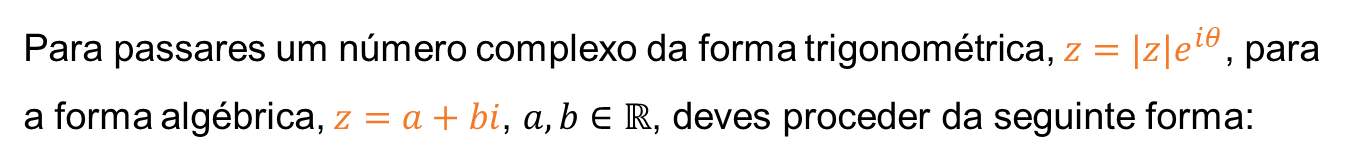 Para passares um número complexo da forma trigonométrica, z = |z|e^{iθ}, para
a forma algébrica, z = a + bi, a, b ∈ ℝ, deves proceder da seguinte forma: